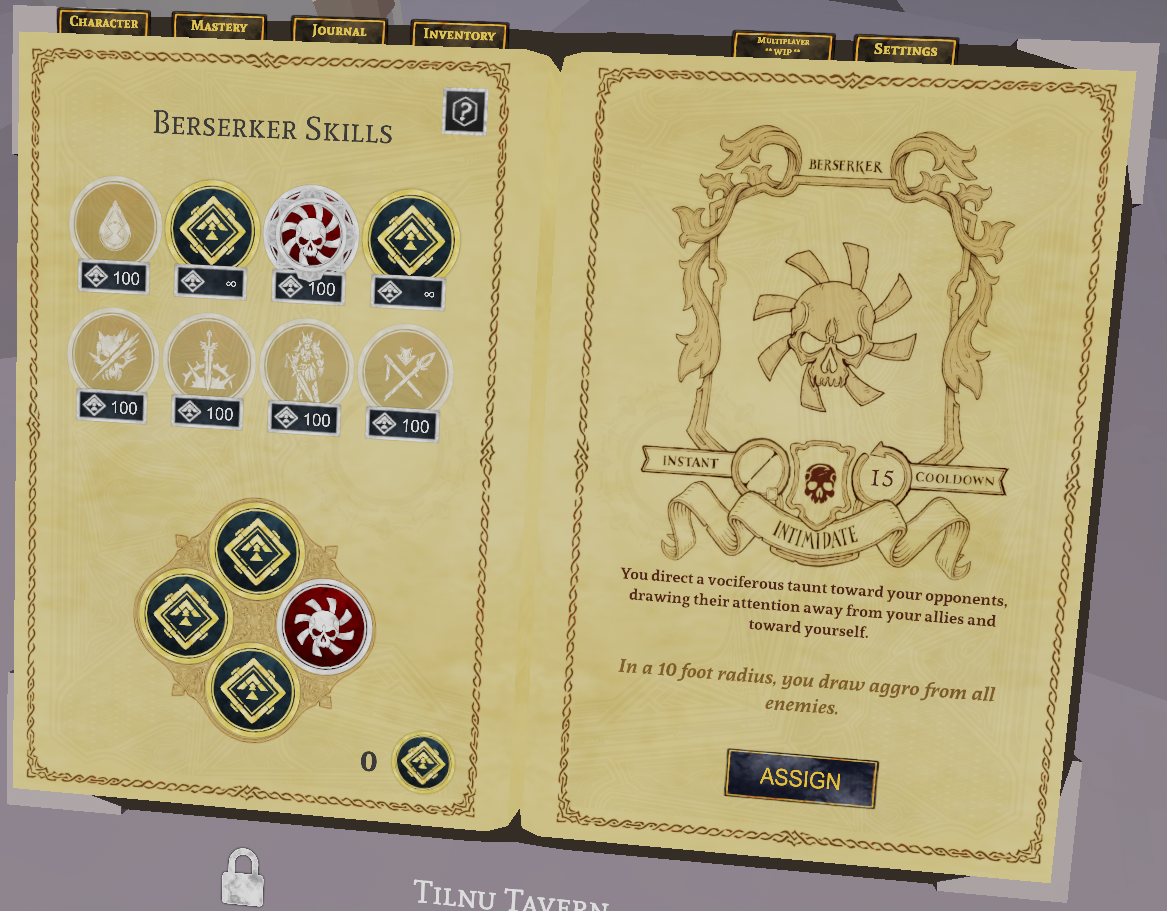 CHARACTER
MASTERY
JOURNAL
INVENTORY
MULTIPLAYER
** WIP **
SETTINGS
BERSERKER SKILLS
?
100
∞
100
∞
100
100
100
100
0
BERSERKER
INSTANT
15
COOLDOWN
INTIMIDATE
You direct a vociferous taunt toward your opponents,
drawing their attention away from your allies and
toward yourself.
In a 10 foot radius, you draw aggro from all
enemies.
ASSIGN
TILNU TAVERN